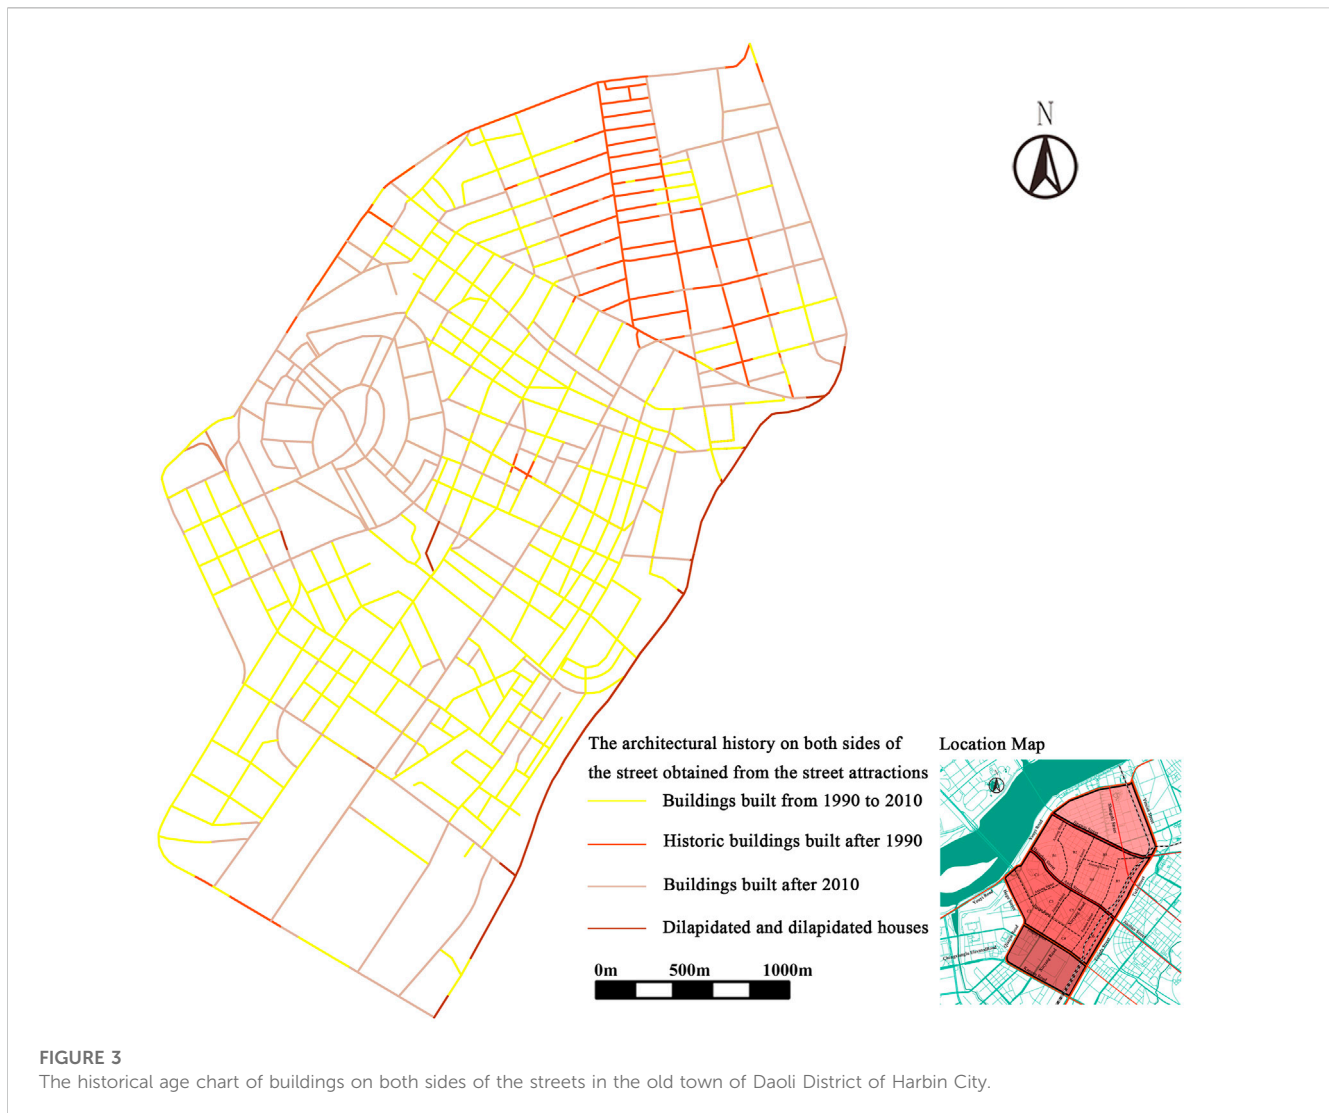 N
The architectural history on both sides of
the street obtained from the street attractions
Buildings built from 1990 to 2010
Historic buildings built after 1990
Buildings built after 2010
Dilapidated and dilapidated houses
0m 500m 1000m
Location Map
FIGURE 3
The historical age chart of buildings on both sides of the streets in the old town of Daoli District of Harbin City.